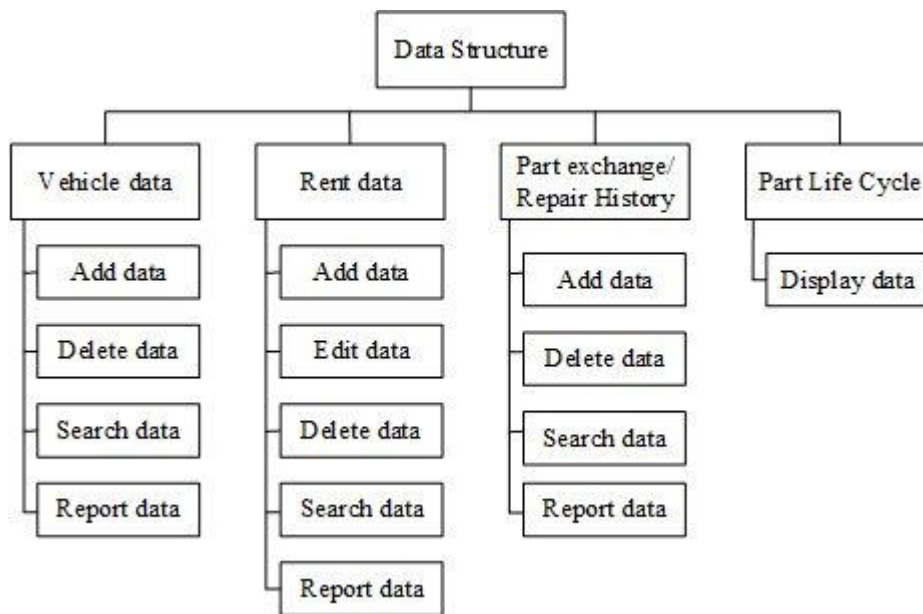 Data Structure
Vehicle data
Rent data
Part exchange/
Repair History
Part Life Cycle
Add data
Delete data
Search data
Report data
Add data
Edit data
Delete data
Search data
Report data
Add data
Delete data
Search data
Report data
Display data